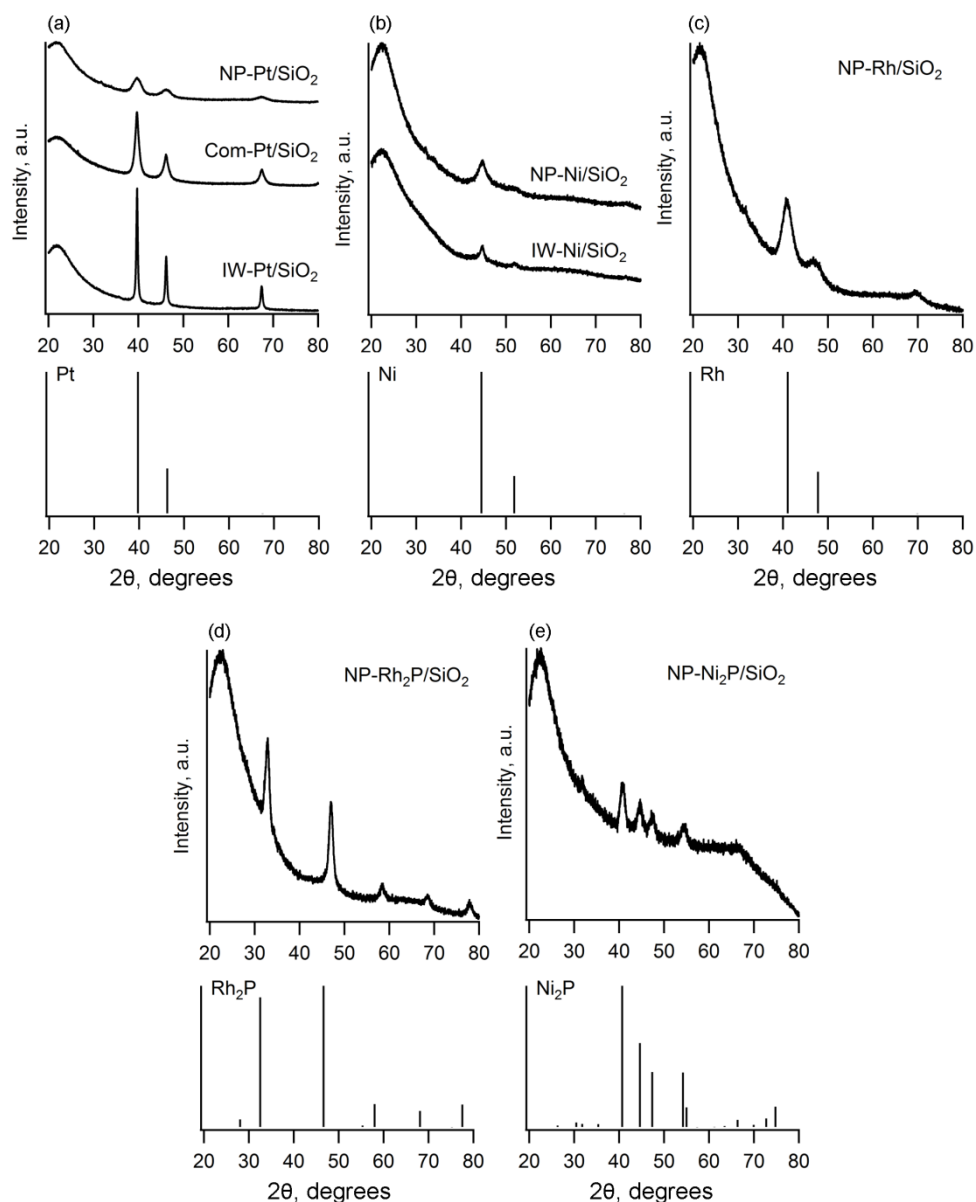 (a)
(b)
(c)
NP-Pt/SiO₂
Com-Pt/SiO₂
IW-Pt/SiO₂
NP-Ni/SiO₂
IW-Ni/SiO₂
NP-Rh/SiO₂
Intensity, a.u.
Intensity, a.u.
Intensity, a.u.
20 30 40 50 60 70 80
20 30 40 50 60 70 80
20 30 40 50 60 70 80
Pt
Ni
Rh
20 30 40 50 60 70 80
20 30 40 50 60 70 80
20 30 40 50 60 70 80
2θ, degrees
2θ, degrees
2θ, degrees
(d)
(e)
NP-Rh₂P/SiO₂
NP-Ni₂P/SiO₂
Intensity, a.u.
Intensity, a.u.
20 30 40 50 60 70 80
20 30 40 50 60 70 80
Rh₂P
Ni₂P
20 30 40 50 60 70 80
20 30 40 50 60 70 80
2θ, degrees
2θ, degrees